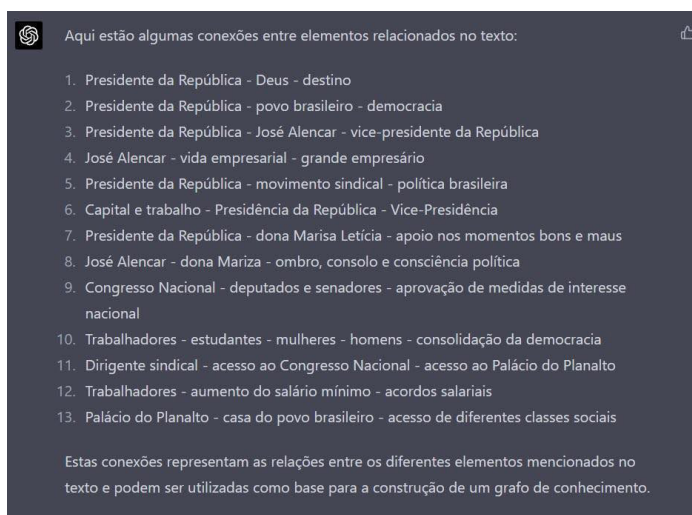 Aqui estão algumas conexões entre elementos relacionados no texto:
1. Presidente da República - Deus - destino
2. Presidente da República - povo brasileiro - democracia
3. Presidente da República - José Alencar - vice-presidente da República
4. José Alencar - vida empresarial - grande empresário
5. Presidente da República - movimento sindical - política brasileira
6. Capital e trabalho - Presidência da República - Vice-Presidência
7. Presidente da República - dona Marisa Letícia - apoio nos momentos bons e maus
8. José Alencar - dona Mariza - ombro, consolo e consciência política
9. Congresso Nacional - deputados e senadores - aprovação de medidas de interesse
nacional
10. Trabalhadores - estudantes - mulheres - homens - consolidação da democracia
11. Dirigente sindical - acesso ao Congresso Nacional - acesso ao Palácio do Planalto
12. Trabalhadores - aumento do salário mínimo - acordos salariais
13. Palácio do Planalto - casa do povo brasileiro - acesso de diferentes classes sociais
Estas conexões representam as relações entre os diferentes elementos mencionados no
texto e podem ser utilizadas como base para a construção de um grafo de conhecimento.